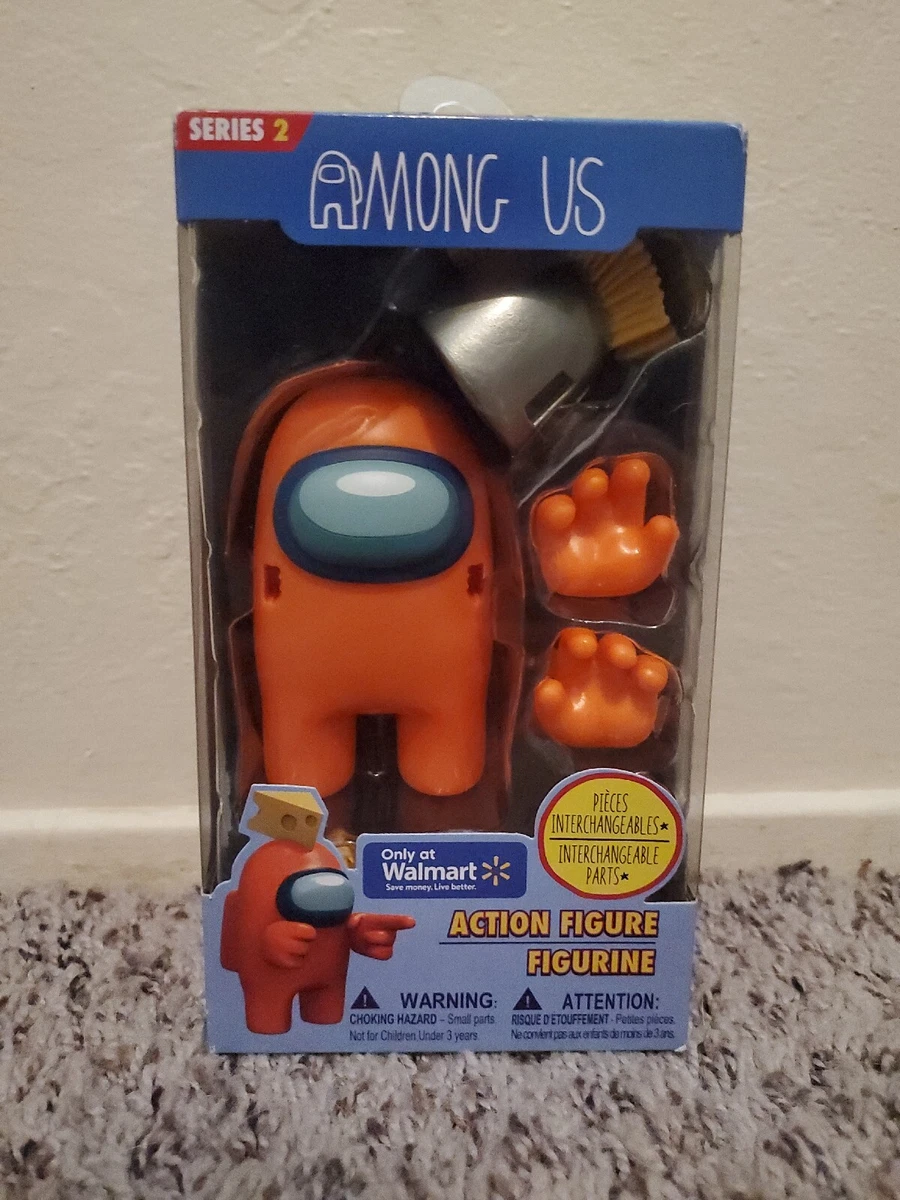 SERIES 2
AMONG US
PIÈCES
INTERCHANGEABLES★
INTERCHANGEABLE
PARTS★
Only at
Walmart
Save money. Live better.
ACTION FIGURE
FIGURINE
WARNING:
CHOKING HAZARD – Small parts.
Not for Children Under 3 years.
ATTENTION:
RISQUE D'ÉTOUFFEMENT - Petites pièces.
Ne convient pas aux enfants de moins de 3 ans.